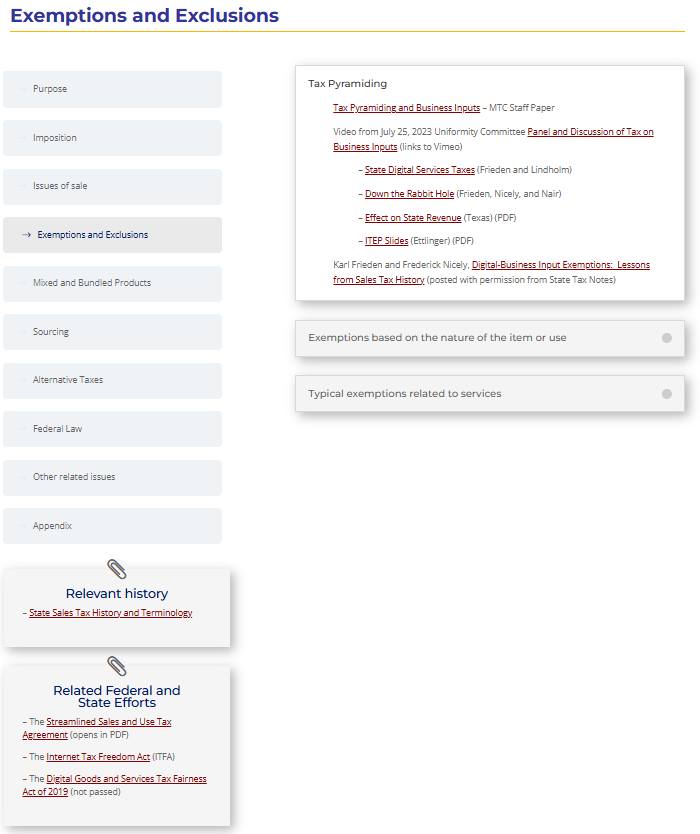 Exemptions and Exclusions
Purpose
Imposition
Issues of sale
→ Exemptions and Exclusions
Mixed and Bundled Products
Sourcing
Alternative Taxes
Federal Law
Other related issues
Appendix
Relevant history
– State Sales Tax History and Terminology
Related Federal and
State Efforts
– The Streamlined Sales and Use Tax
Agreement (opens in PDF)
– The Internet Tax Freedom Act (ITFA)
– The Digital Goods and Services Tax Fairness
Act of 2019 (not passed)
Tax Pyramiding
Tax Pyramiding and Business Inputs – MTC Staff Paper
Video from July 25, 2023 Uniformity Committee Panel and Discussion of Tax on
Business Inputs (links to Vimeo)
– State Digital Services Taxes (Frieden and Lindholm)
– Down the Rabbit Hole (Frieden, Nicely, and Nair)
– Effect on State Revenue (Texas) (PDF)
– ITEP Slides (Ettlinger) (PDF)
Karl Frieden and Frederick Nicely, Digital-Business Input Exemptions:  Lessons
from Sales Tax History (posted with permission from State Tax Notes)
Exemptions based on the nature of the item or use
Typical exemptions related to services